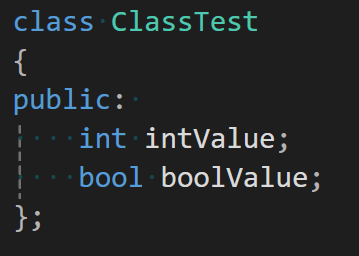 class ClassTest
{
public:
    int intValue;
    bool boolValue;
};